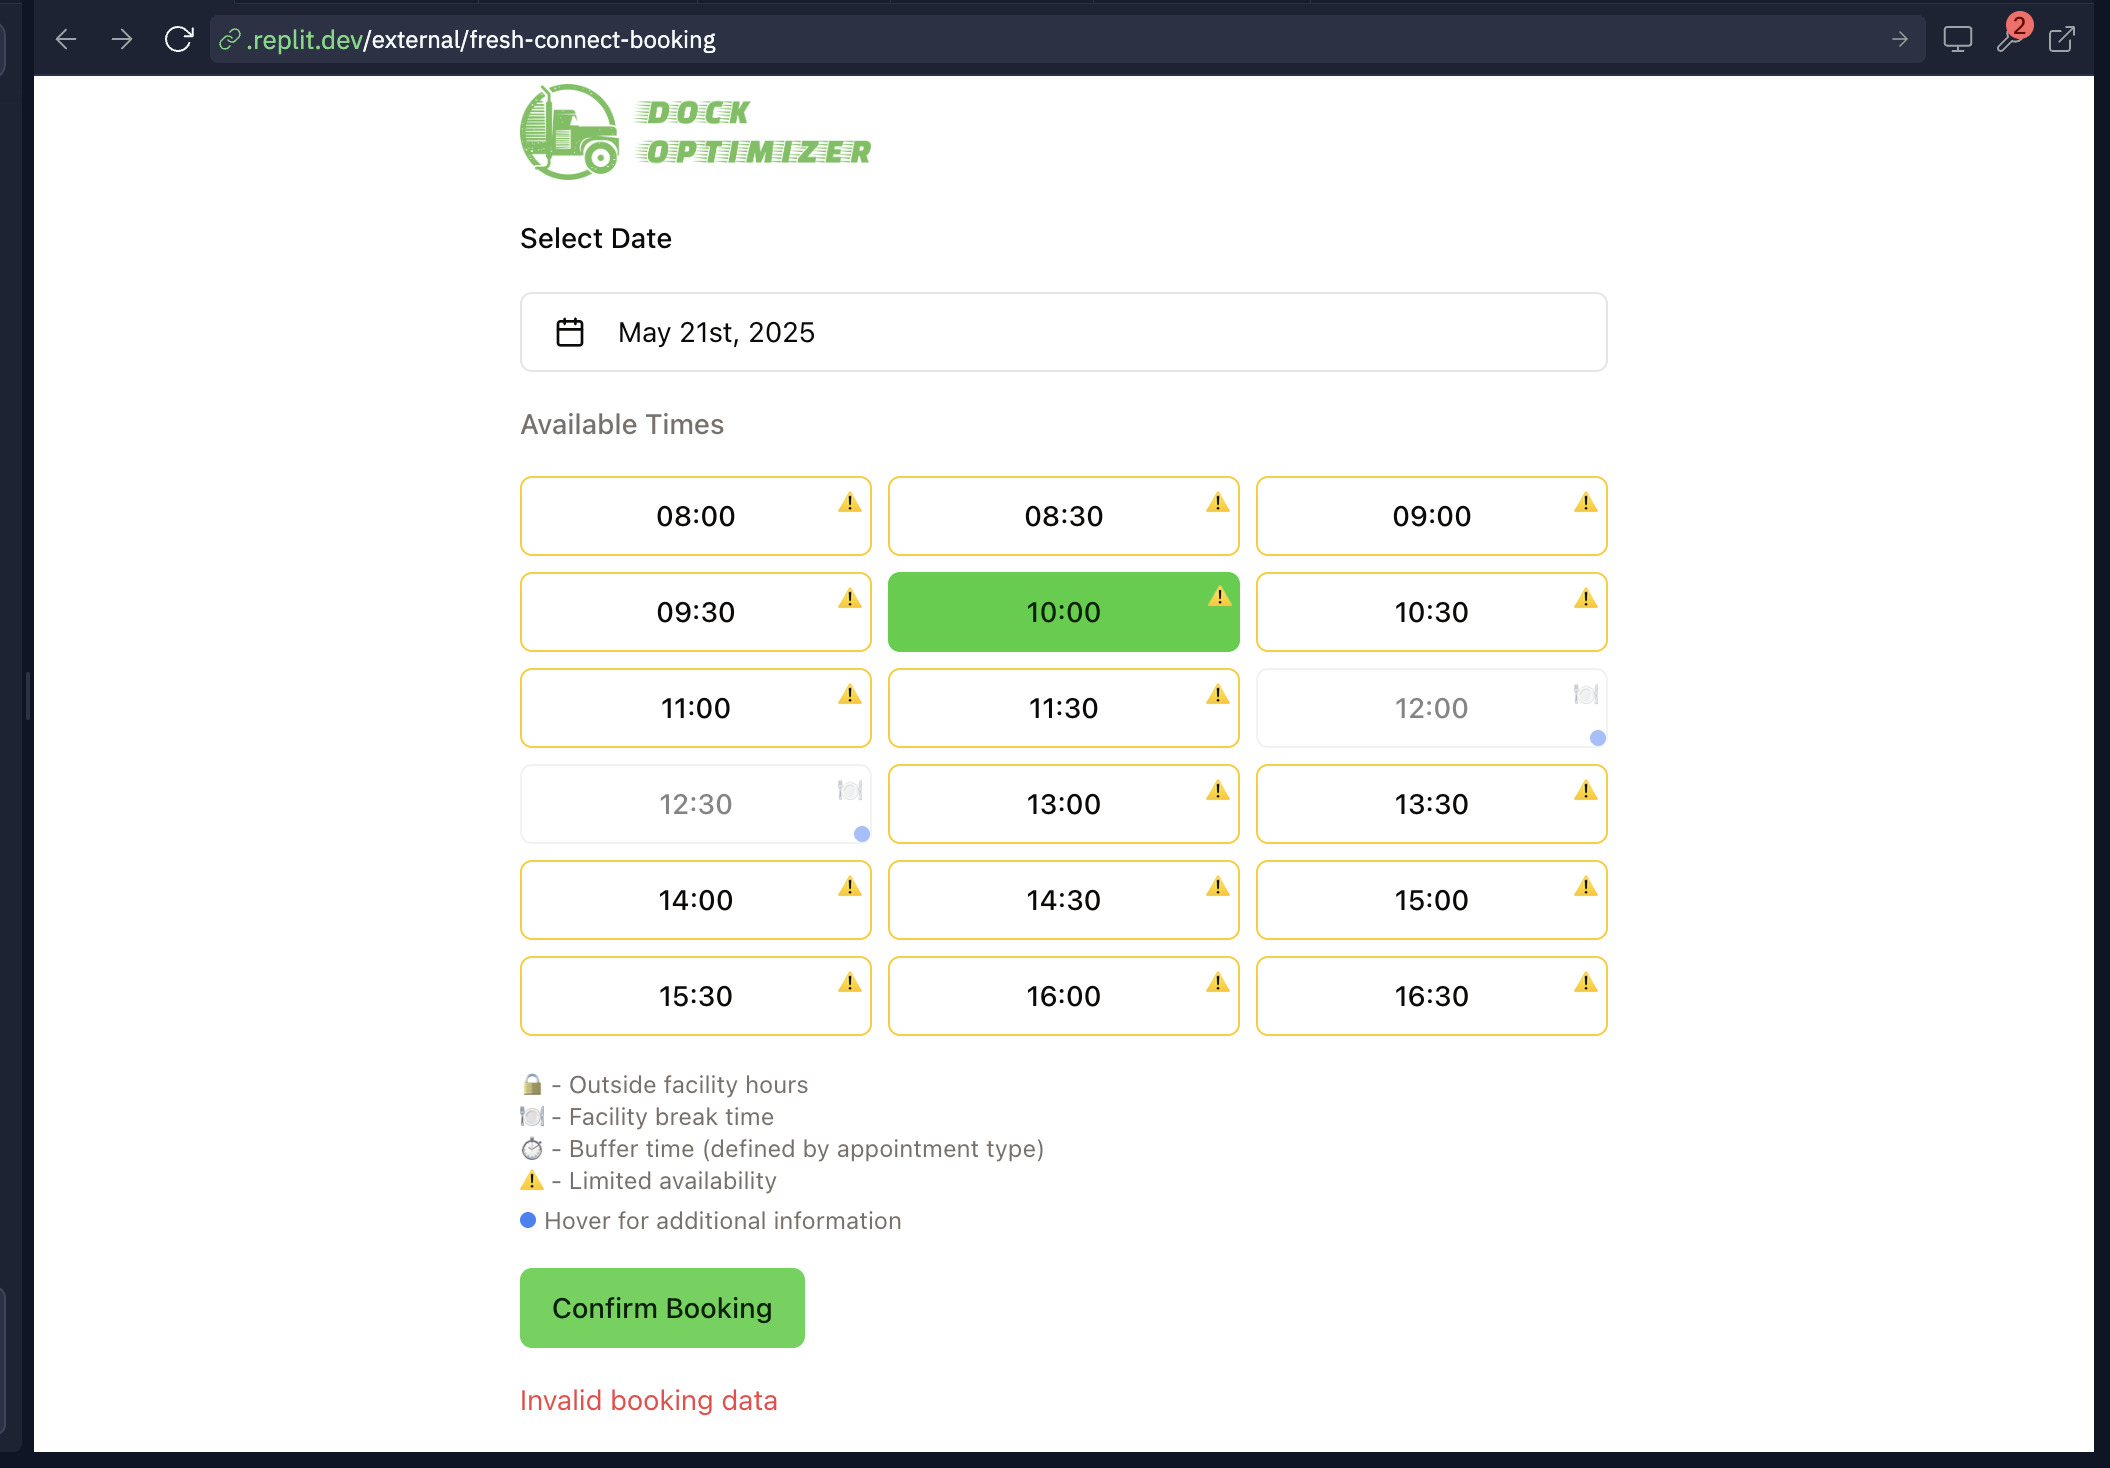 .replit.dev/external/fresh-connect-booking
2
DOCK
OPTIMIZER
Select Date
May 21st, 2025
Available Times
08:00
08:30
09:00
09:30
10:00
10:30
11:00
11:30
12:00
12:30
13:00
13:30
14:00
14:30
15:00
15:30
16:00
16:30
- Outside facility hours
- Facility break time
- Buffer time (defined by appointment type)
- Limited availability
Hover for additional information
Confirm Booking
Invalid booking data